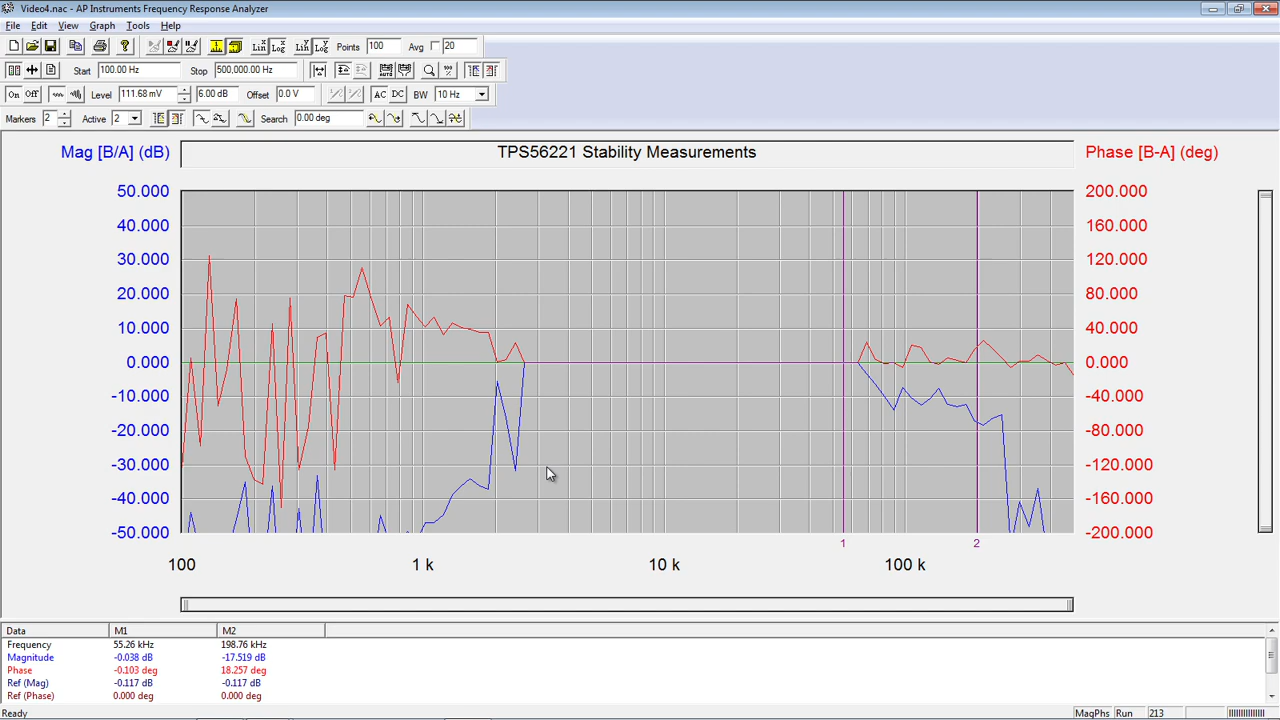 Video4.nac - AP Instruments Frequency Response Analyzer
File Edit View Graph Tools Help
Lin Log Lin Log Points 100 Avg 20
Start 100.00 Hz Stop 500,000.00 Hz
On Off Level 111.68 mV 6.00 dB Offset 0.0 V AC DC BW 10 Hz
Markers 2 Active 2 Search 0.00 deg
Mag [B/A] (dB) TPS56221 Stability Measurements Phase [B-A] (deg)
50.000 200.000
40.000 160.000
30.000 120.000
20.000 80.000
10.000 40.000
0.000 0.000
-10.000 -40.000
-20.000 -80.000
-30.000 -120.000
-40.000 -160.000
-50.000 -200.000
1 2
100 1 k 10 k 100 k
Data M1 M2
Frequency 55.26 kHz 198.76 kHz
Magnitude -0.038 dB -17.519 dB
Phase -0.103 deg 18.257 deg
Ref (Mag) -0.117 dB -0.117 dB
Ref (Phase) 0.000 deg 0.000 deg
Ready MagPhs Run 213